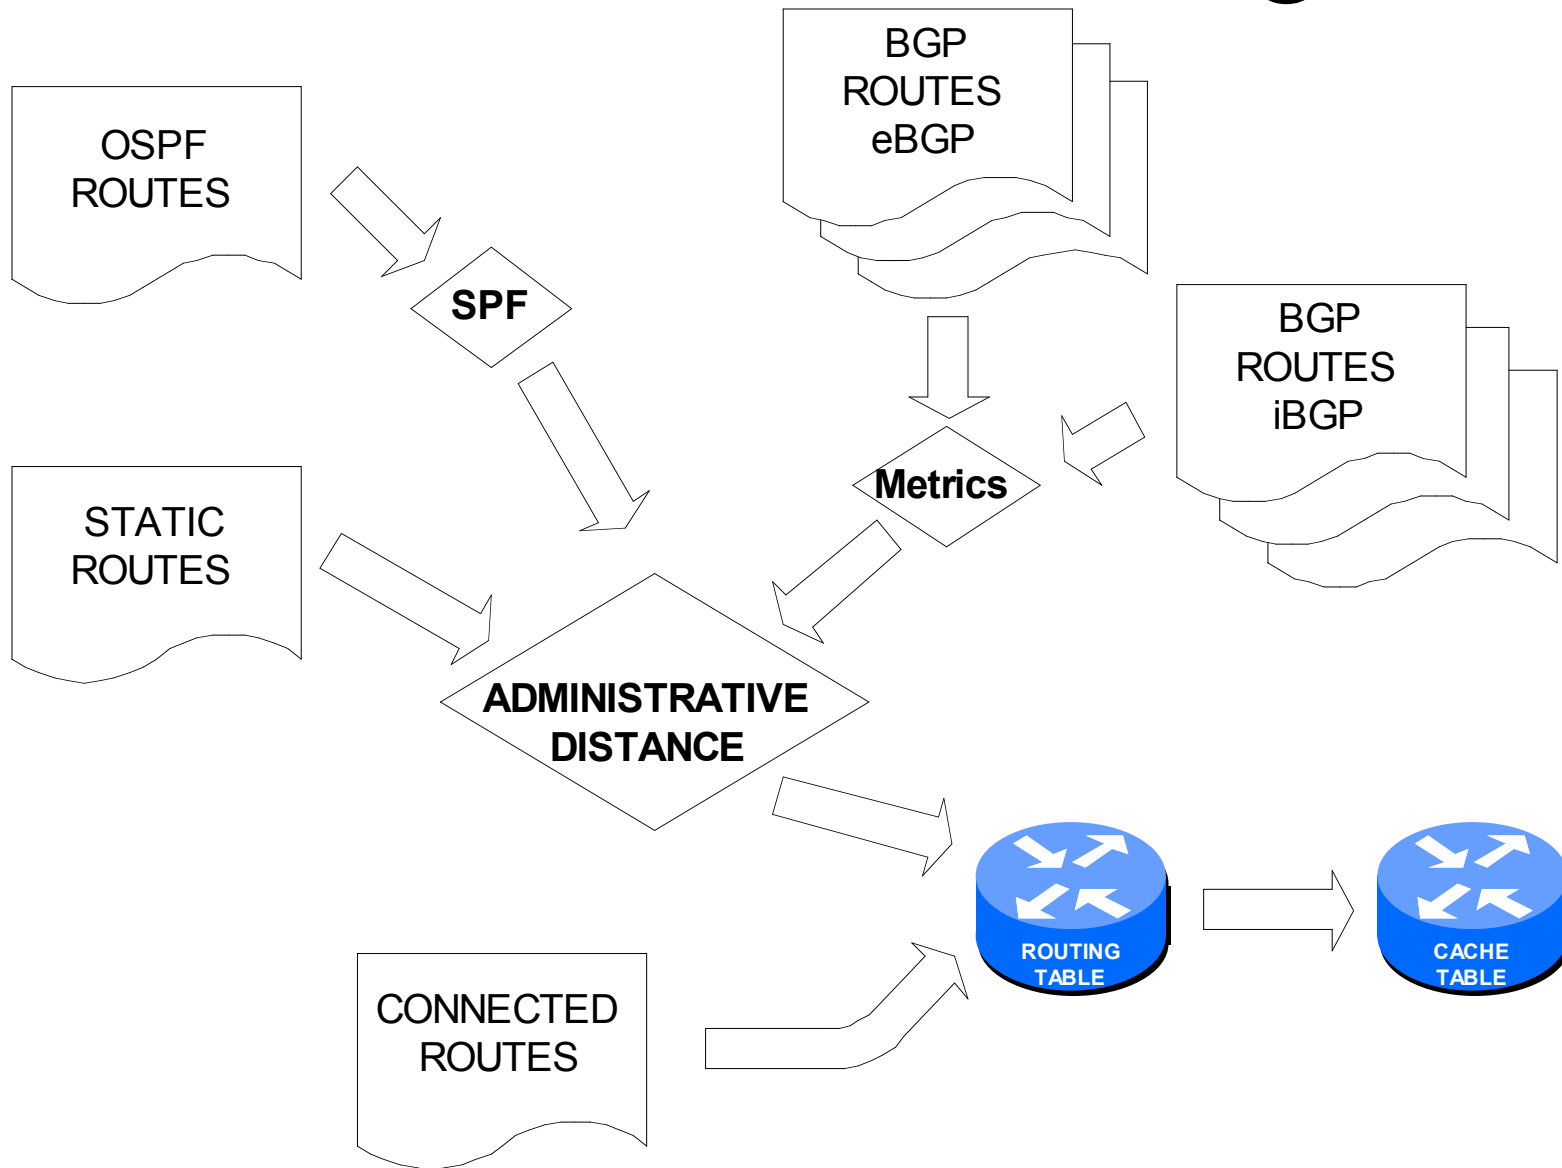 BGP
ROUTES
eBGP
OSPF
ROUTES
SPF
BGP
ROUTES
iBGP
Metrics
STATIC
ROUTES
ADMINISTRATIVE
DISTANCE
ROUTING
TABLE
CACHE
TABLE
CONNECTED
ROUTES